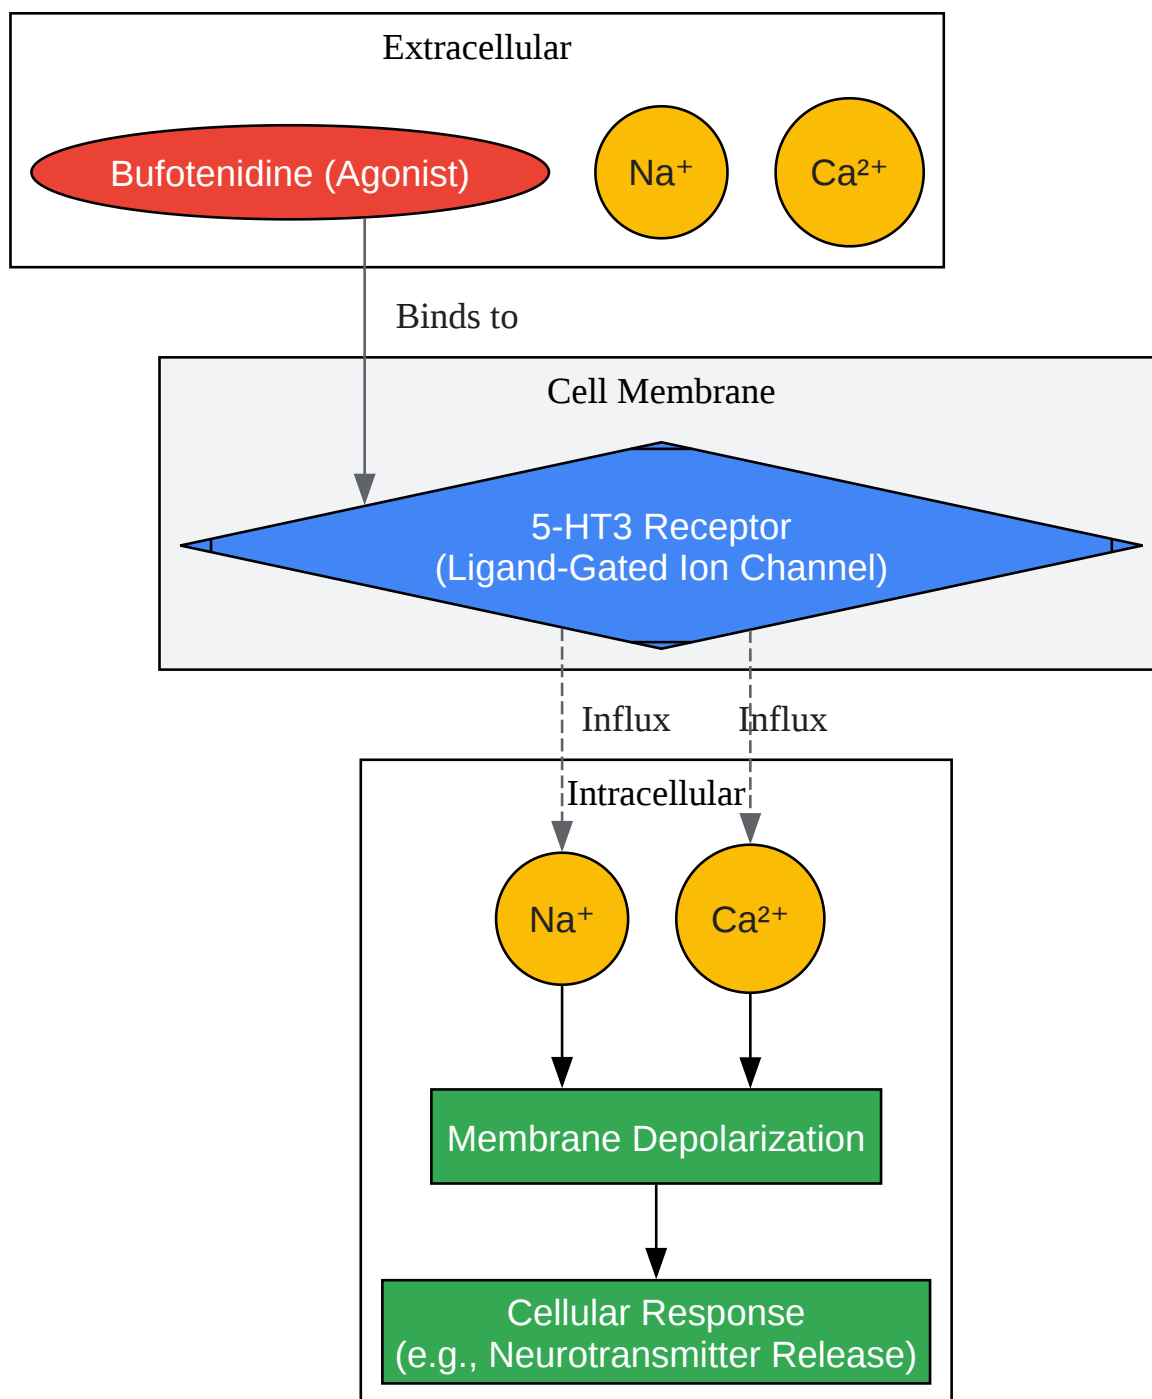 Extracellular
Bufotenidine (Agonist)
Na⁺
Ca²⁺
Binds to
Cell Membrane
5-HT3 Receptor
(Ligand-Gated Ion Channel)
Influx
Influx
Intracellular
Na⁺
Ca²⁺
Membrane Depolarization
Cellular Response
(e.g., Neurotransmitter Release)